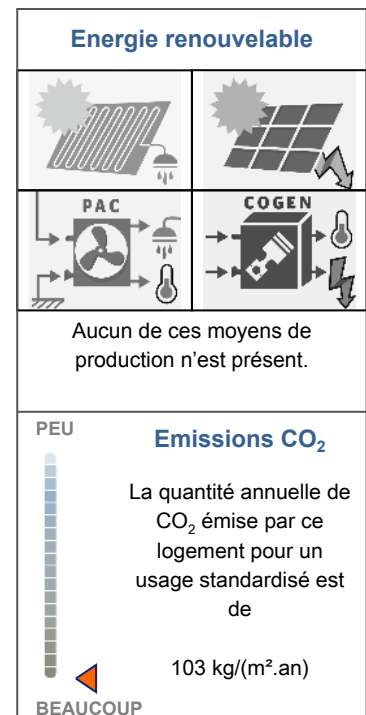 Energie renouvelable
PAC
COGEN
Aucun de ces moyens de
production n'est présent.
PEU
Emissions CO₂
La quantité annuelle de
CO₂ émise par ce
logement pour un
usage standardisé est
de
103 kg/(m².an)
BEAUCOUP